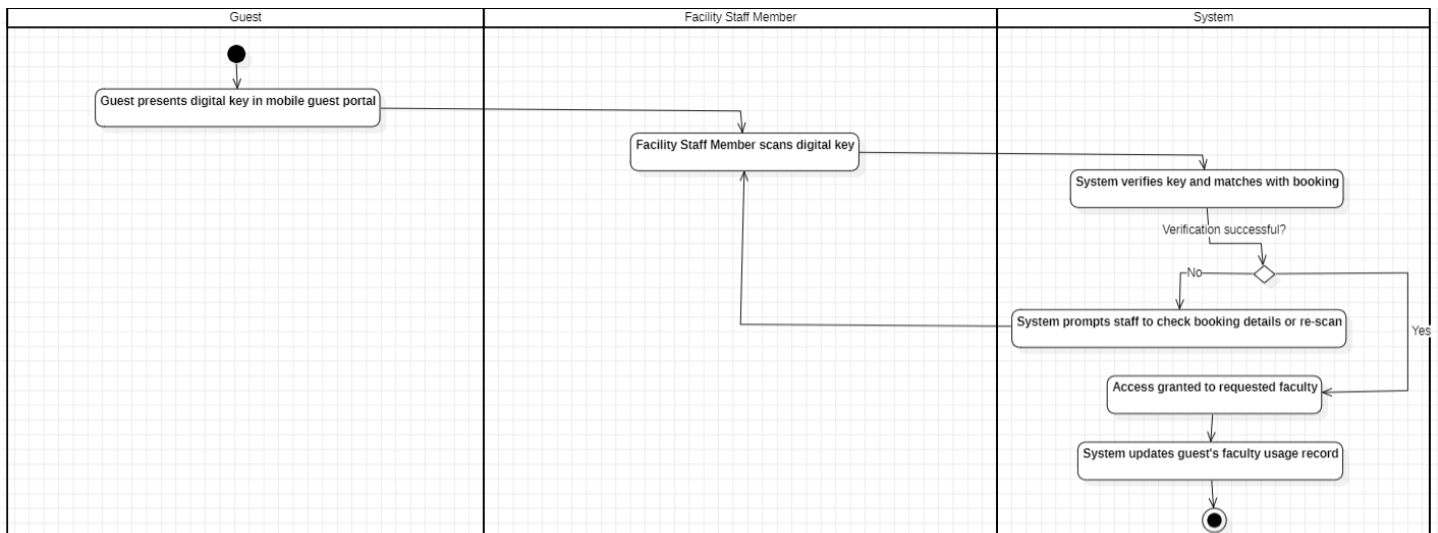 Guest
Facility Staff Member
System
Guest presents digital key in mobile guest portal
Facility Staff Member scans digital key
System verifies key and matches with booking
Verification successful?
No
System prompts staff to check booking details or re-scan
Yes
Access granted to requested faculty
System updates guest's faculty usage record